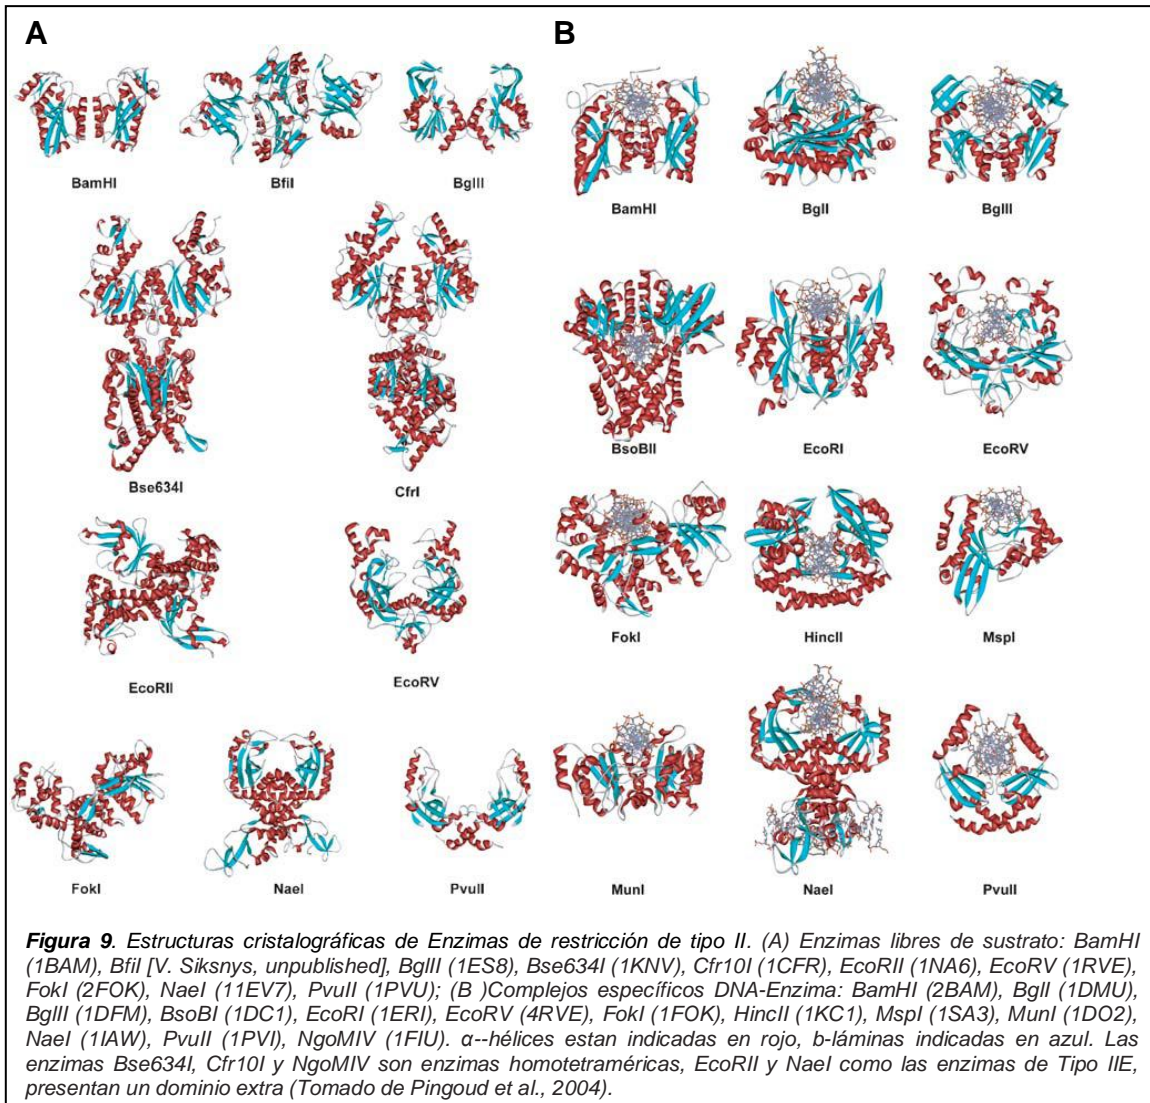 A
B
BamHI
BfiI
BglII
BamHI
BglI
BglII
Bse634I
CfrI
BsoBII
EcoRI
EcoRV
EcoRII
EcoRV
FokI
HincII
MspI
FokI
NaeI
PvuII
MunI
NaeI
PvuII
Figura 9. Estructuras cristalográficas de Enzimas de restricción de tipo II. (A) Enzimas libres de sustrato: BamHI
(1BAM), BfiI [V. Siksnys, unpublished], BglII (1ES8), Bse634I (1KNV), Cfr10I (1CFR), EcoRII (1NA6), EcoRV (1RVE),
FokI (2FOK), NaeI (11EV7), PvuII (1PVU); (B )Complejos específicos DNA-Enzima: BamHI (2BAM), BglI (1DMU),
BglII (1DFM), BsoBI (1DC1), EcoRI (1ERI), EcoRV (4RVE), FokI (1FOK), HincII (1KC1), MspI (1SA3), MunI (1DO2),
NaeI (1IAW), PvuII (1PVI), NgoMIV (1FIU). α--hélices estan indicadas en rojo, b-láminas indicadas en azul. Las
enzimas Bse634I, Cfr10I y NgoMIV son enzimas homotetraméricas, EcoRII y NaeI como las enzimas de Tipo IIE,
presentan un dominio extra (Tomado de Pingoud et al., 2004).